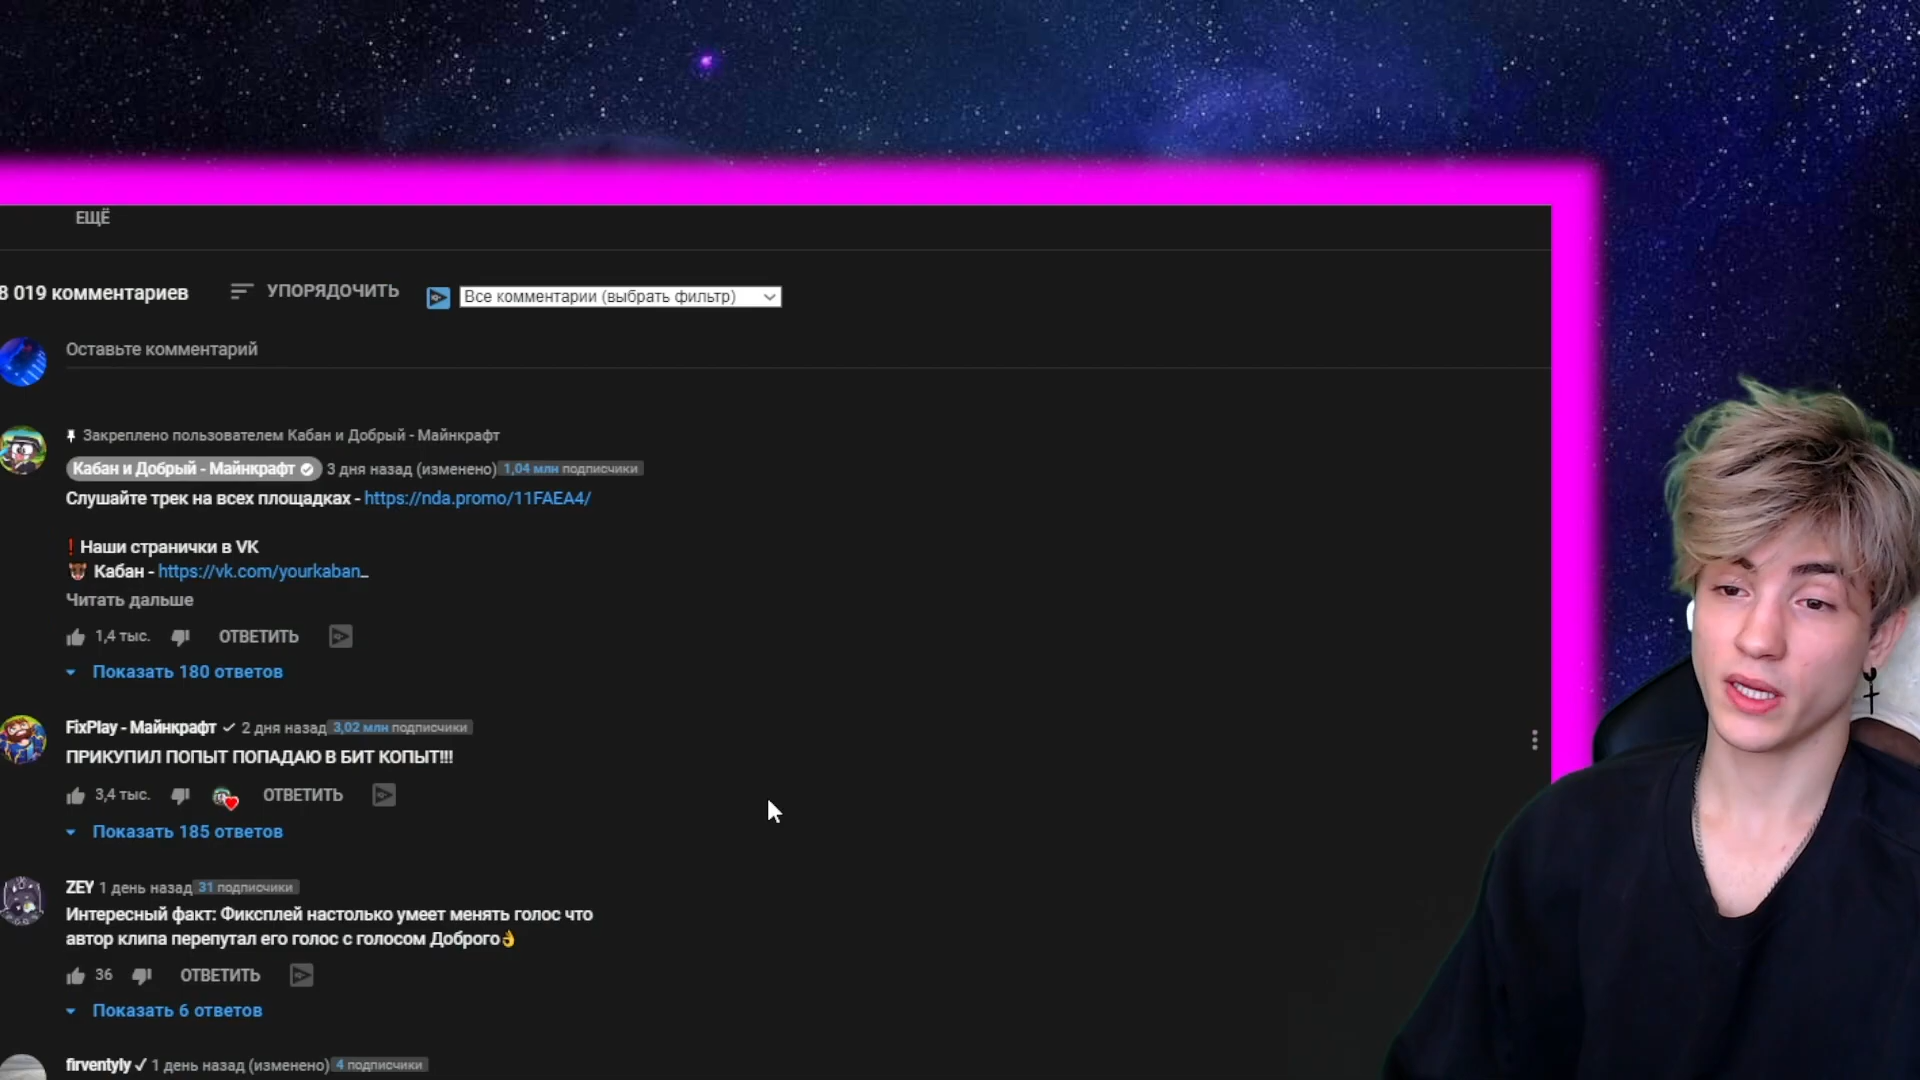 ЕЩЁ
8 019 комментариев УПОРЯДОЧИТЬ Все комментарии (выбрать фильтр)
Оставьте комментарий
Закреплено пользователем Кабан и Добрый - Майнкрафт
Кабан и Добрый - Майнкрафт 3 дня назад (изменено) 1,04 млн подписчики
Слушайте трек на всех площадках - https://nda.promo/11FAEA4/
❗Наши странички в VK
🐗 Кабан - https://vk.com/yourkaban_
Читать дальше
1,4 тыс. ОТВЕТИТЬ
Показать 180 ответов
FixPlay - Майнкрафт ✓ 2 дня назад 3,02 млн подписчики
ПРИКУПИЛ ПОПЫТ ПОПАДАЮ В БИТ КОПЫТ!!!
3,4 тыс. ОТВЕТИТЬ
Показать 185 ответов
ZEY 1 день назад 31 подписчики
Интересный факт: Фиксплей настолько умеет менять голос что
автор клипа перепутал его голос с голосом Доброго👌
36 ОТВЕТИТЬ
Показать 6 ответов
firventyly ✓ 1 день назад (изменено) 4 подписчики